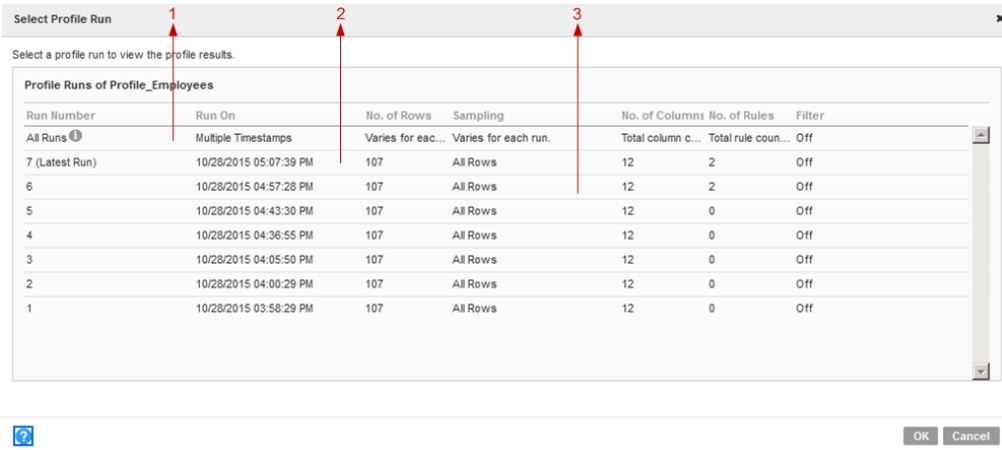 1 2 3
Select Profile Run ×
Select a profile run to view the profile results.
Profile Runs of Profile_Employees
Run Number Run On No. of Rows Sampling No. of Columns No. of Rules Filter
All Runs Multiple Timestamps Varies for eac... Varies for each run. Total column c... Total rule coun... Off
7 (Latest Run) 10/28/2015 05:07:39 PM 107 All Rows 12 2 Off
6 10/28/2015 04:57:28 PM 107 All Rows 12 2 Off
5 10/28/2015 04:43:30 PM 107 All Rows 12 0 Off
4 10/28/2015 04:36:55 PM 107 All Rows 12 0 Off
3 10/28/2015 04:05:50 PM 107 All Rows 12 0 Off
2 10/28/2015 04:00:29 PM 107 All Rows 12 0 Off
1 10/28/2015 03:58:29 PM 107 All Rows 12 0 Off
? OK Cancel